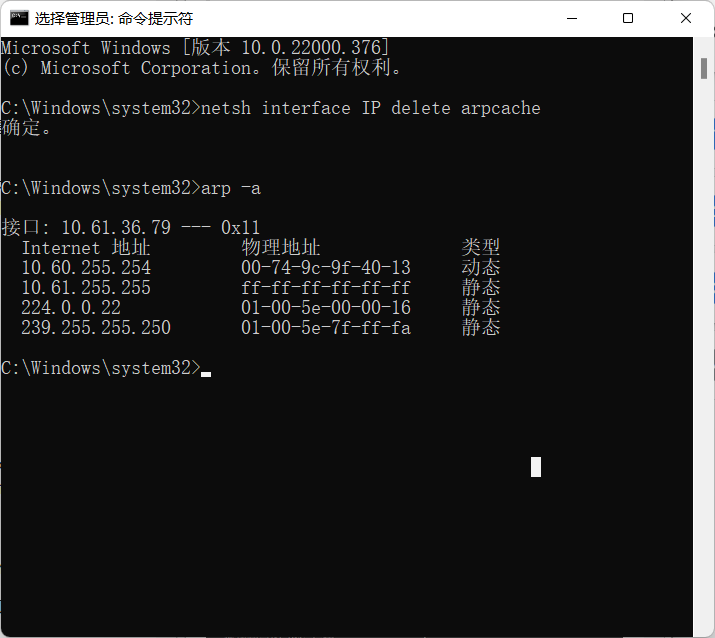 选择管理员: 命令提示符
Microsoft Windows [版本 10.0.22000.376]
(c) Microsoft Corporation。保留所有权利。
C:\Windows\system32>netsh interface IP delete arpcache
确定。
C:\Windows\system32>arp -a
接口: 10.61.36.79 --- 0x11
Internet 地址 物理地址 类型
10.60.255.254 00-74-9c-9f-40-13 动态
10.61.255.255 ff-ff-ff-ff-ff-ff 静态
224.0.0.22 01-00-5e-00-00-16 静态
239.255.255.250 01-00-5e-7f-ff-fa 静态
C:\Windows\system32>